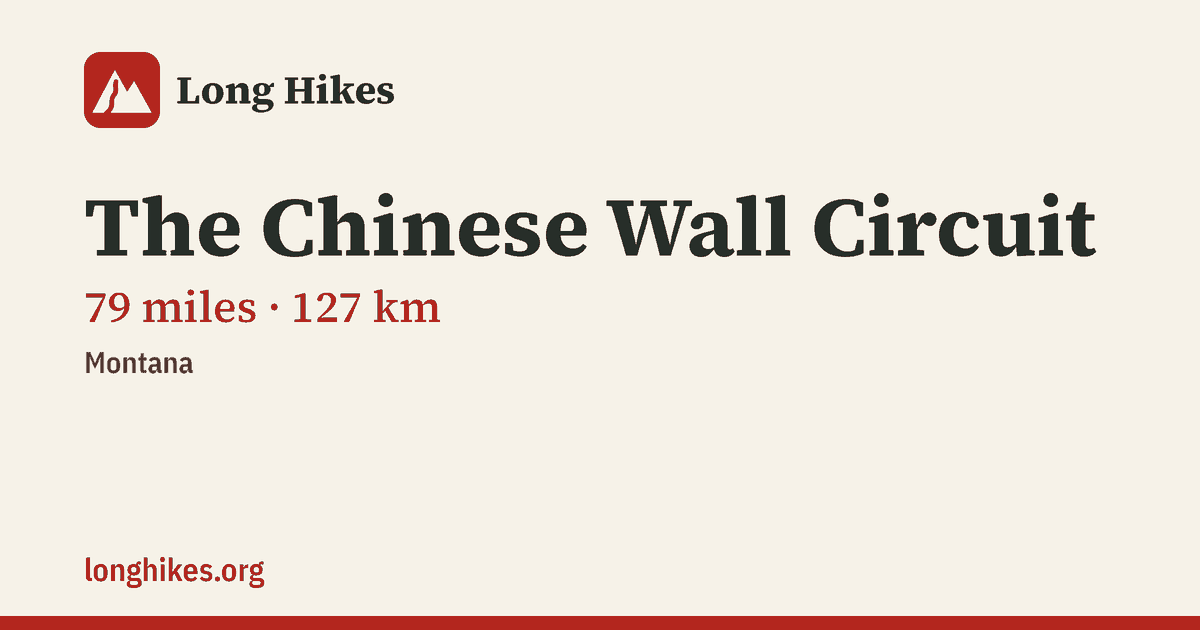 Long Hikes
The Chinese Wall Circuit
79 miles · 127 km
Montana
longhikes.org